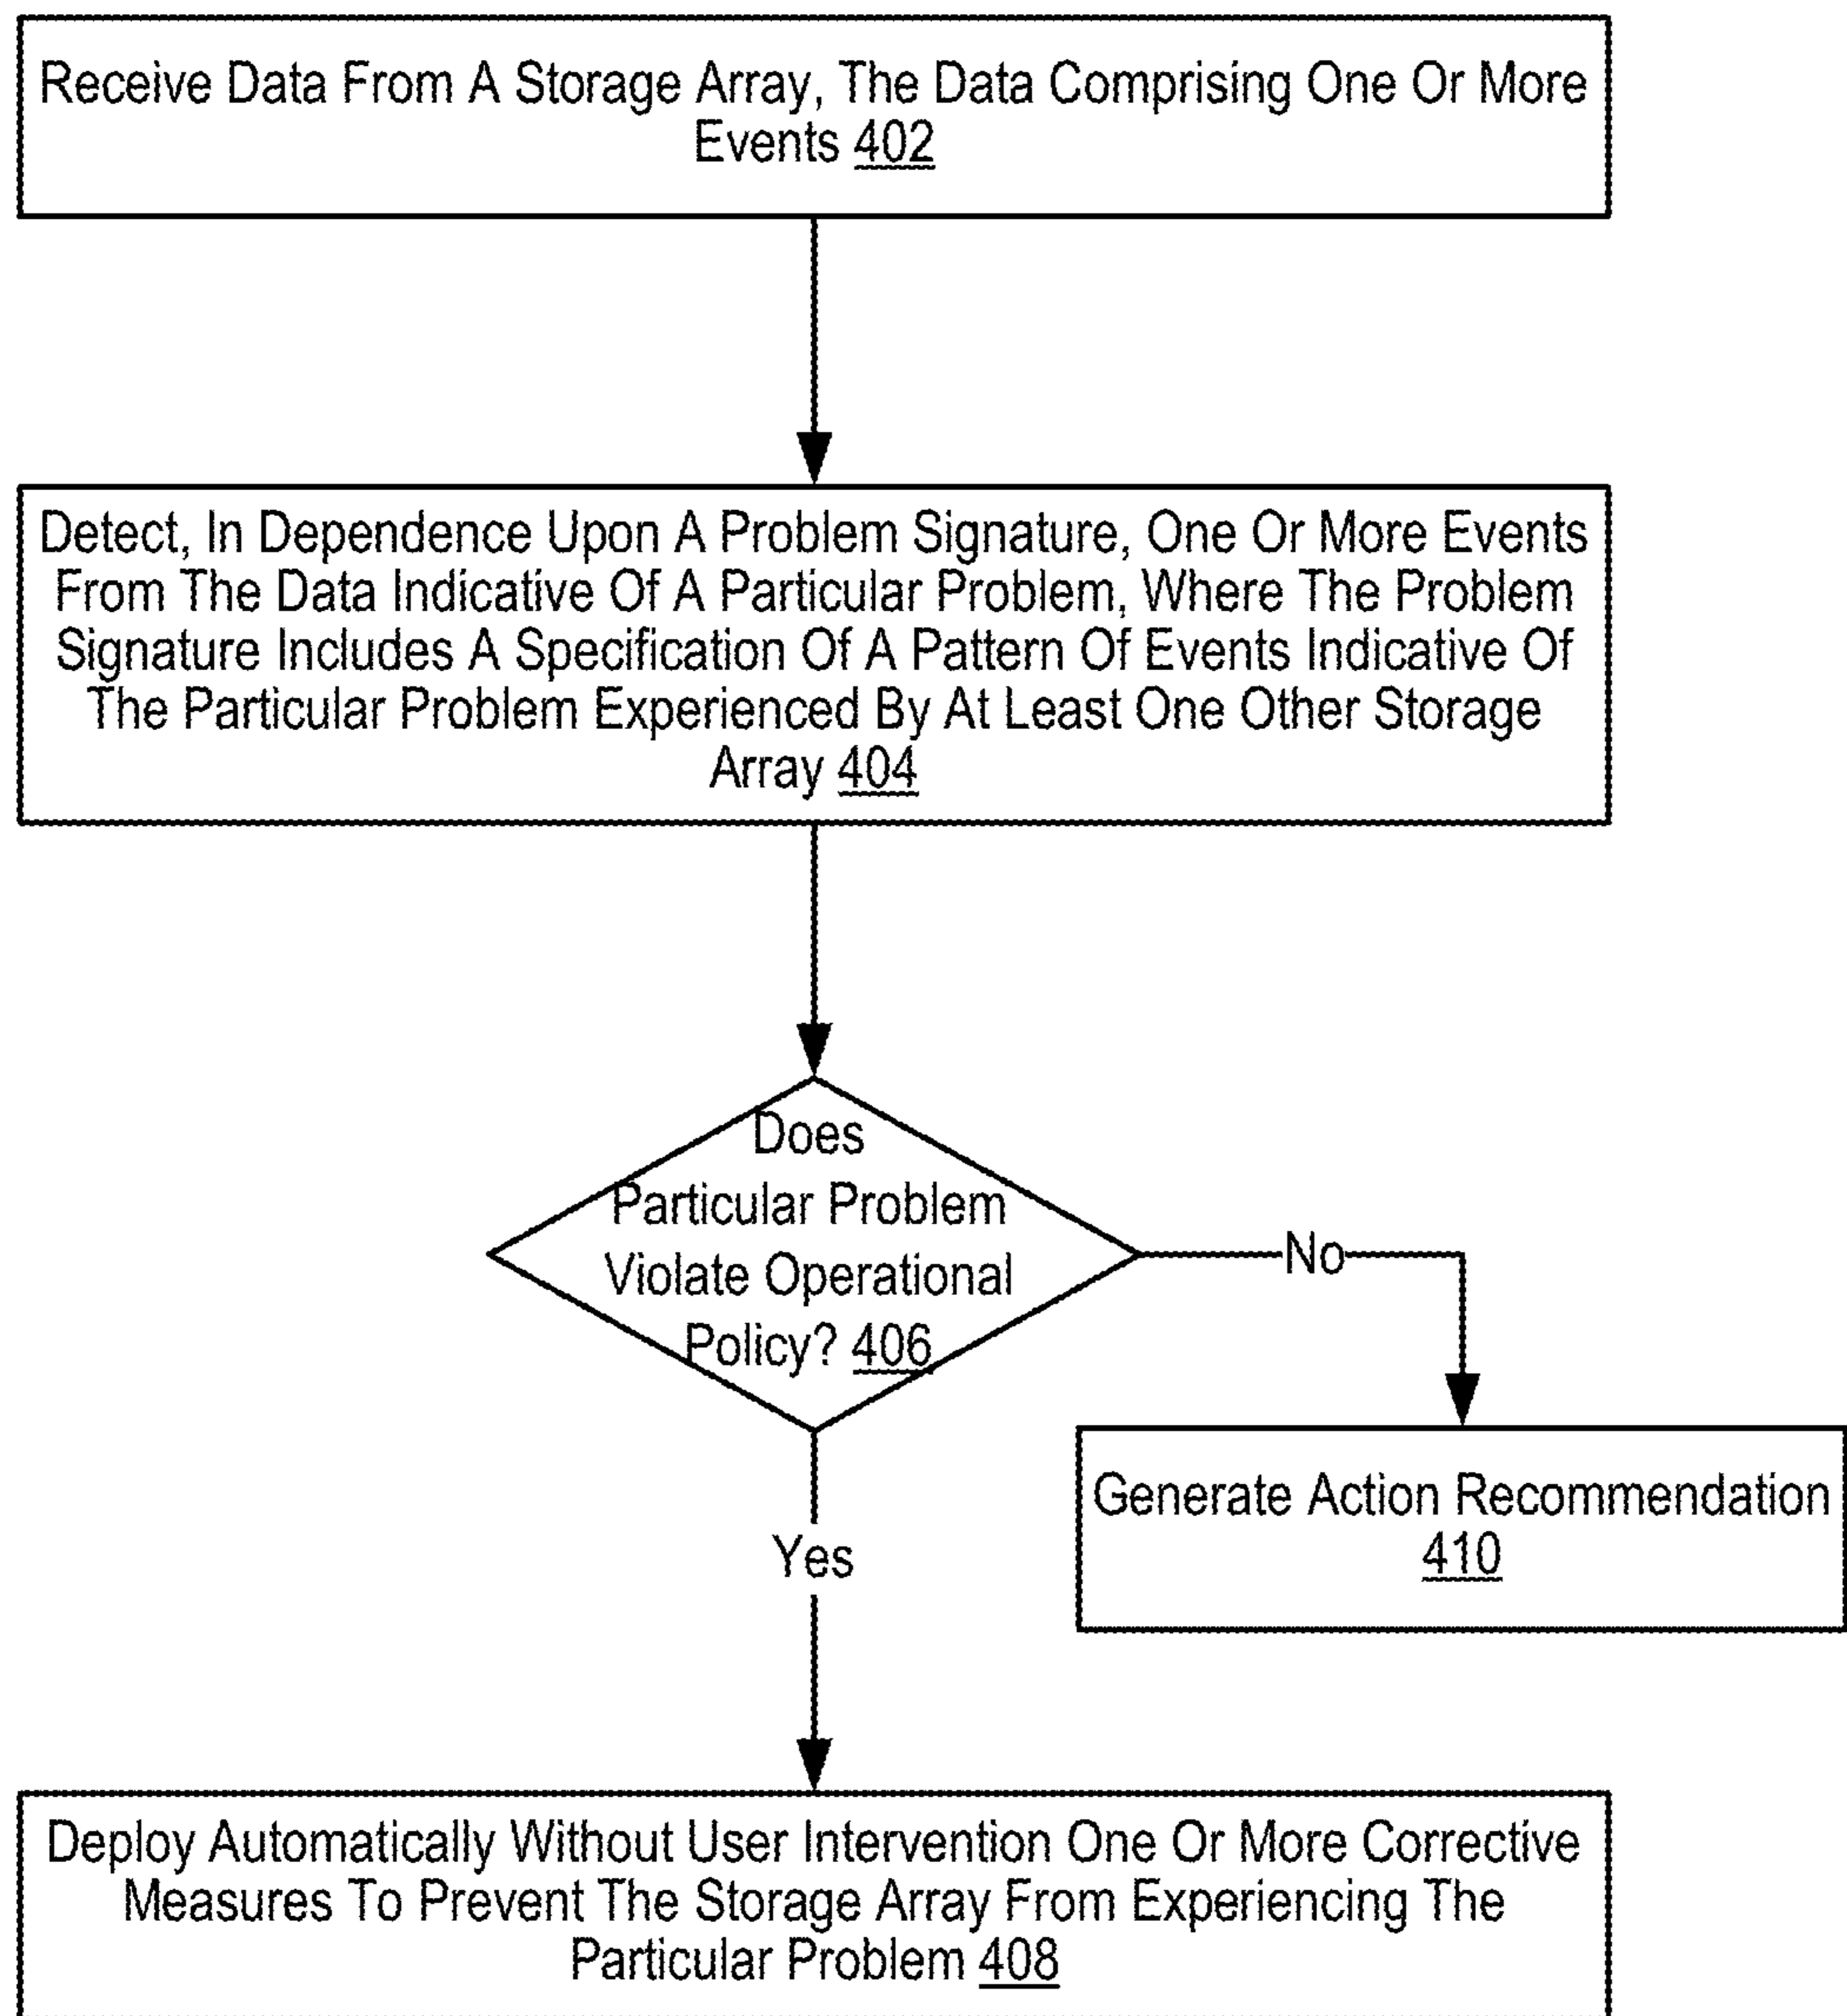 Receive Data From A Storage Array, The Data Comprising One Or More
Events 402
Detect, In Dependence Upon A Problem Signature, One Or More Events
From The Data Indicative Of A Particular Problem, Where The Problem
Signature Includes A Specification Of A Pattern Of Events Indicative Of
The Particular Problem Experienced By At Least One Other Storage
Array 404
Does
Particular Problem
Violate Operational
Policy? 406
No
Generate Action Recommendation
410
Yes
Deploy Automatically Without User Intervention One Or More Corrective
Measures To Prevent The Storage Array From Experiencing The
Particular Problem 408